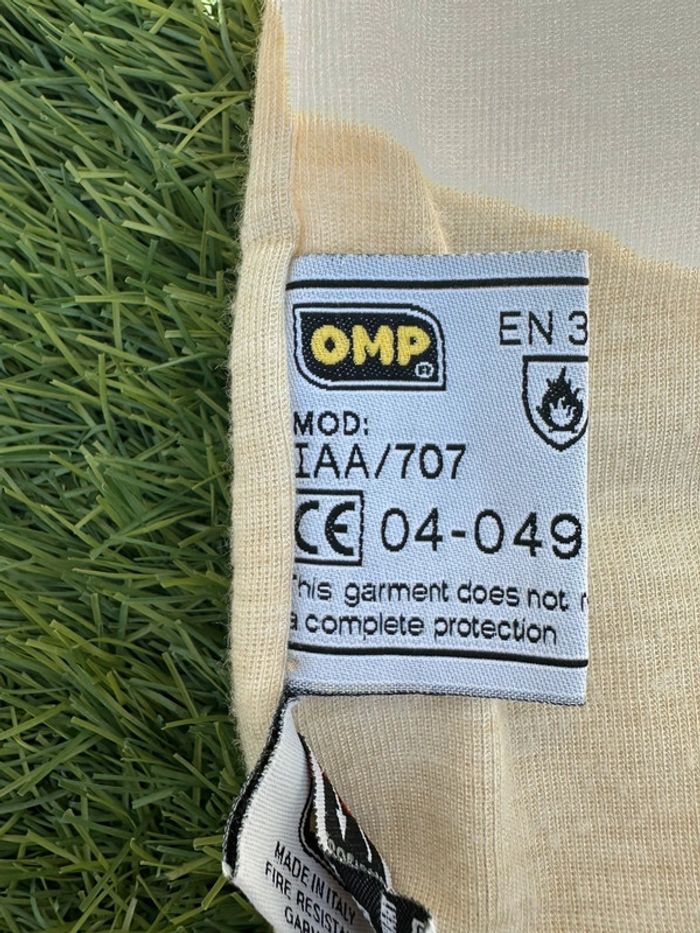 OMP
EN 3
MOD:
IAA/707
CE 04-049
This garment does not
a complete protection
MADE IN ITALY
FIRE